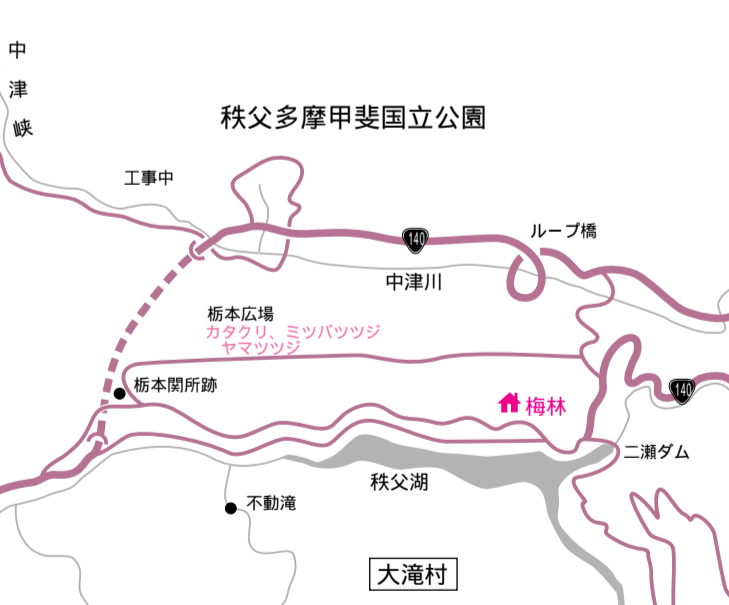 中津峡
秩父多摩甲斐国立公園
工事中
140
ループ橋
中津川
栃本広場
カタクリ、ミツバツツジ
ヤマツツジ
栃本関所跡
140
梅林
二瀬ダム
秩父湖
不動滝
大滝村